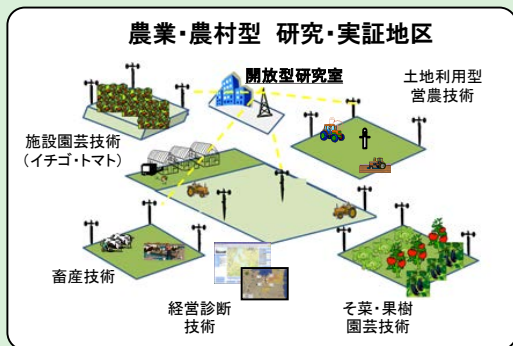 農業・農村型 研究・実証地区
開放型研究室
土地利用型
営農技術
施設園芸技術
(イチゴ・トマト)
畜産技術
経営診断
技術
そ菜・果樹
園芸技術